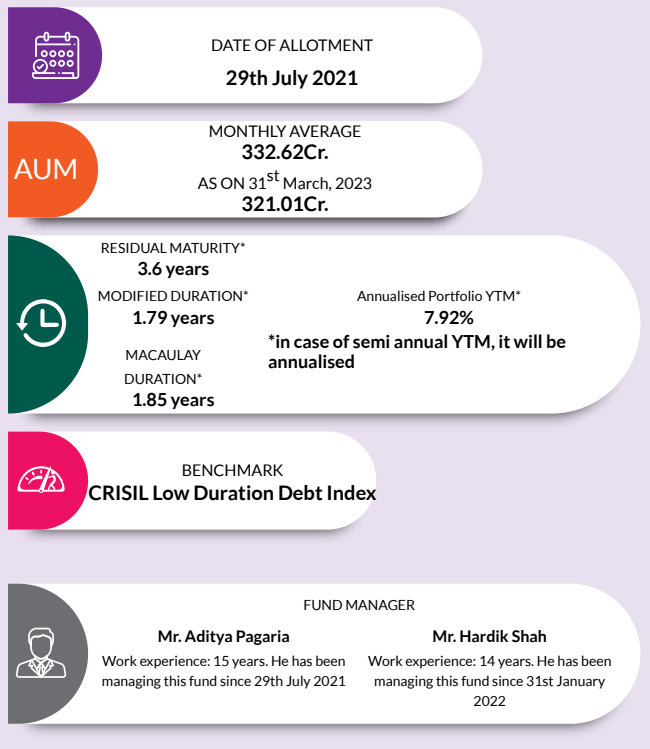 DATE OF ALLOTMENT
29th July 2021
AUM
MONTHLY AVERAGE
332.62Cr.
AS ON 31st March, 2023
321.01Cr.
RESIDUAL MATURITY*
3.6 years
MODIFIED DURATION*
1.79 years
MACAULAY
DURATION*
1.85 years
Annualised Portfolio YTM*
7.92%
*in case of semi annual YTM, it will be
annualised
BENCHMARK
CRISIL Low Duration Debt Index
FUND MANAGER
Mr. Aditya Pagaria
Work experience: 15 years. He has been
managing this fund since 29th July 2021
Mr. Hardik Shah
Work experience: 14 years. He has been
managing this fund since 31st January
2022